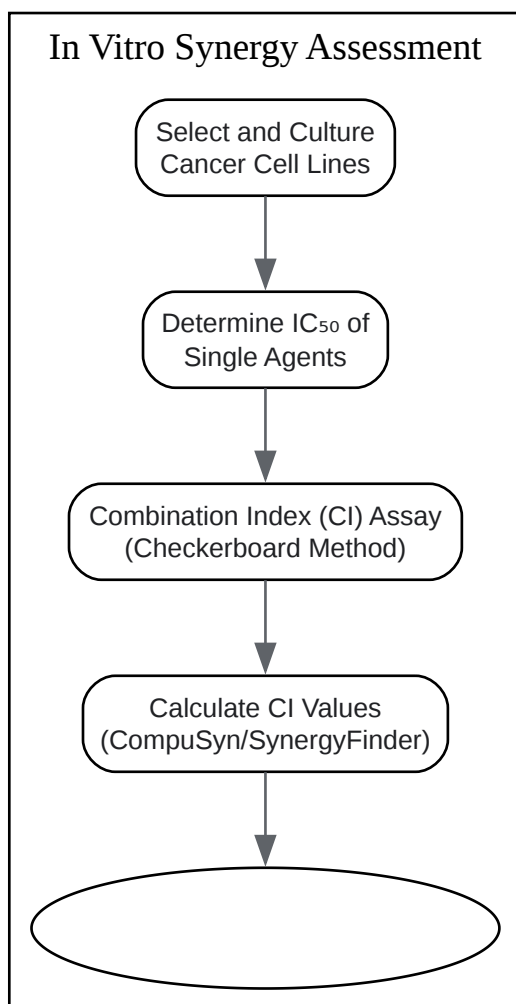 In Vitro Synergy Assessment
Select and Culture
Cancer Cell Lines
Determine IC₅₀ of
Single Agents
Combination Index (CI) Assay
(Checkerboard Method)
Calculate CI Values
(CompuSyn/SynergyFinder)